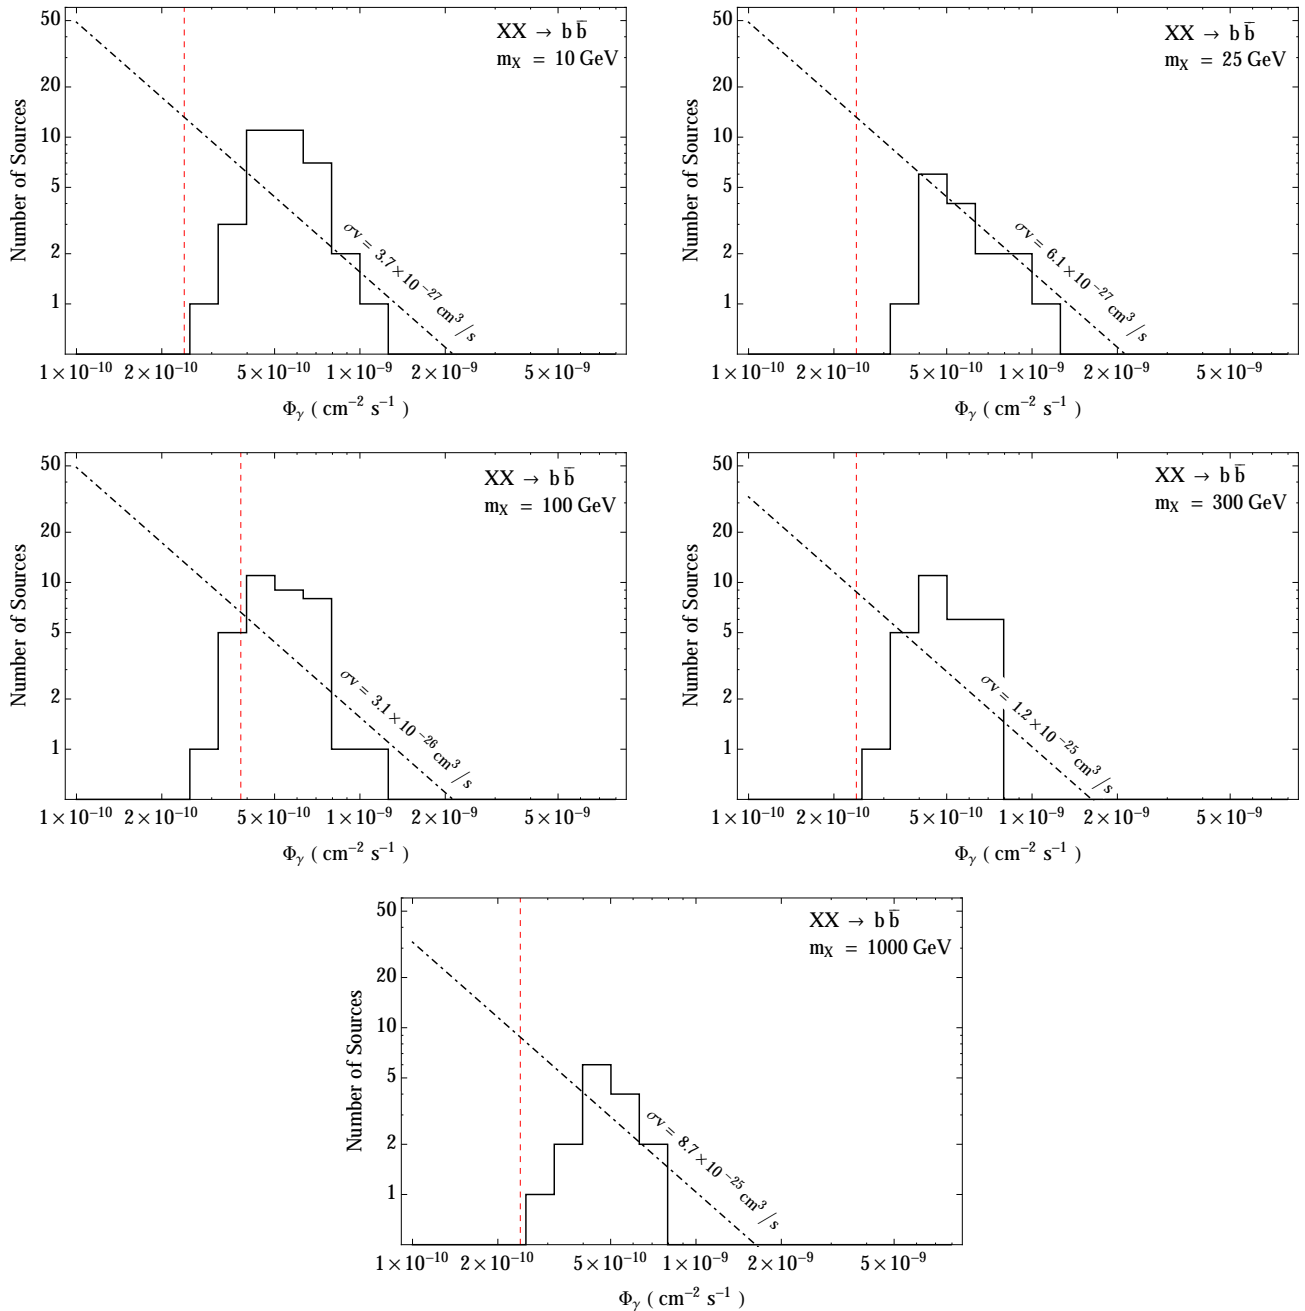 XX → b b̄
m_X = 10 GeV
Number of Sources
50
20
10
5
2
1
σv = 3.7×10⁻²⁷ cm³/s
1×10⁻¹⁰ 2×10⁻¹⁰ 5×10⁻¹⁰ 1×10⁻⁹ 2×10⁻⁹ 5×10⁻⁹
Φ_γ ( cm⁻² s⁻¹ )
XX → b b̄
m_X = 25 GeV
Number of Sources
50
20
10
5
2
1
σv = 6.1×10⁻²⁷ cm³/s
1×10⁻¹⁰ 2×10⁻¹⁰ 5×10⁻¹⁰ 1×10⁻⁹ 2×10⁻⁹ 5×10⁻⁹
Φ_γ ( cm⁻² s⁻¹ )
XX → b b̄
m_X = 100 GeV
Number of Sources
50
20
10
5
2
1
σv = 3.1×10⁻²⁶ cm³/s
1×10⁻¹⁰ 2×10⁻¹⁰ 5×10⁻¹⁰ 1×10⁻⁹ 2×10⁻⁹ 5×10⁻⁹
Φ_γ ( cm⁻² s⁻¹ )
XX → b b̄
m_X = 300 GeV
Number of Sources
50
20
10
5
2
1
σv = 1.2×10⁻²⁵ cm³/s
1×10⁻¹⁰ 2×10⁻¹⁰ 5×10⁻¹⁰ 1×10⁻⁹ 2×10⁻⁹ 5×10⁻⁹
Φ_γ ( cm⁻² s⁻¹ )
XX → b b̄
m_X = 1000 GeV
Number of Sources
50
20
10
5
2
1
σv = 8.7×10⁻²⁵ cm³/s
1×10⁻¹⁰ 2×10⁻¹⁰ 5×10⁻¹⁰ 1×10⁻⁹ 2×10⁻⁹ 5×10⁻⁹
Φ_γ ( cm⁻² s⁻¹ )